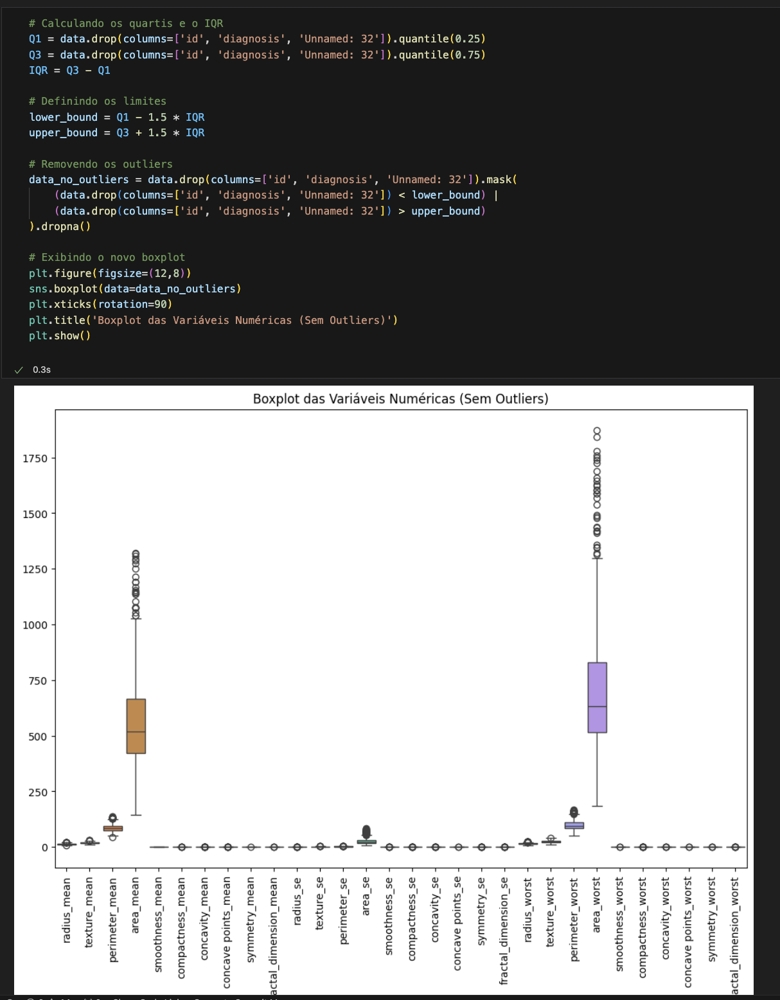 # Calculando os quartis e o IQR
Q1 = data.drop(columns=['id', 'diagnosis', 'Unnamed: 32']).quantile(0.25)
Q3 = data.drop(columns=['id', 'diagnosis', 'Unnamed: 32']).quantile(0.75)
IQR = Q3 - Q1
# Definindo os limites
lower_bound = Q1 - 1.5 * IQR
upper_bound = Q3 + 1.5 * IQR
# Removendo os outliers
data_no_outliers = data.drop(columns=['id', 'diagnosis', 'Unnamed: 32']).mask(
    (data.drop(columns=['id', 'diagnosis', 'Unnamed: 32']) < lower_bound) |
    (data.drop(columns=['id', 'diagnosis', 'Unnamed: 32']) > upper_bound)
).dropna()
# Exibindo o novo boxplot
plt.figure(figsize=(12,8))
sns.boxplot(data=data_no_outliers)
plt.xticks(rotation=90)
plt.title('Boxplot das Variáveis Numéricas (Sem Outliers)')
plt.show()
0.3s
Boxplot das Variáveis Numéricas (Sem Outliers)
1750
1500
1250
1000
750
500
250
0
radius_mean
texture_mean
perimeter_mean
area_mean
smoothness_mean
compactness_mean
concavity_mean
concave points_mean
symmetry_mean
actal_dimension_mean
radius_se
texture_se
perimeter_se
area_se
smoothness_se
compactness_se
concavity_se
concave points_se
symmetry_se
fractal_dimension_se
radius_worst
texture_worst
perimeter_worst
area_worst
smoothness_worst
compactness_worst
concavity_worst
concave points_worst
symmetry_worst
actal_dimension_worst